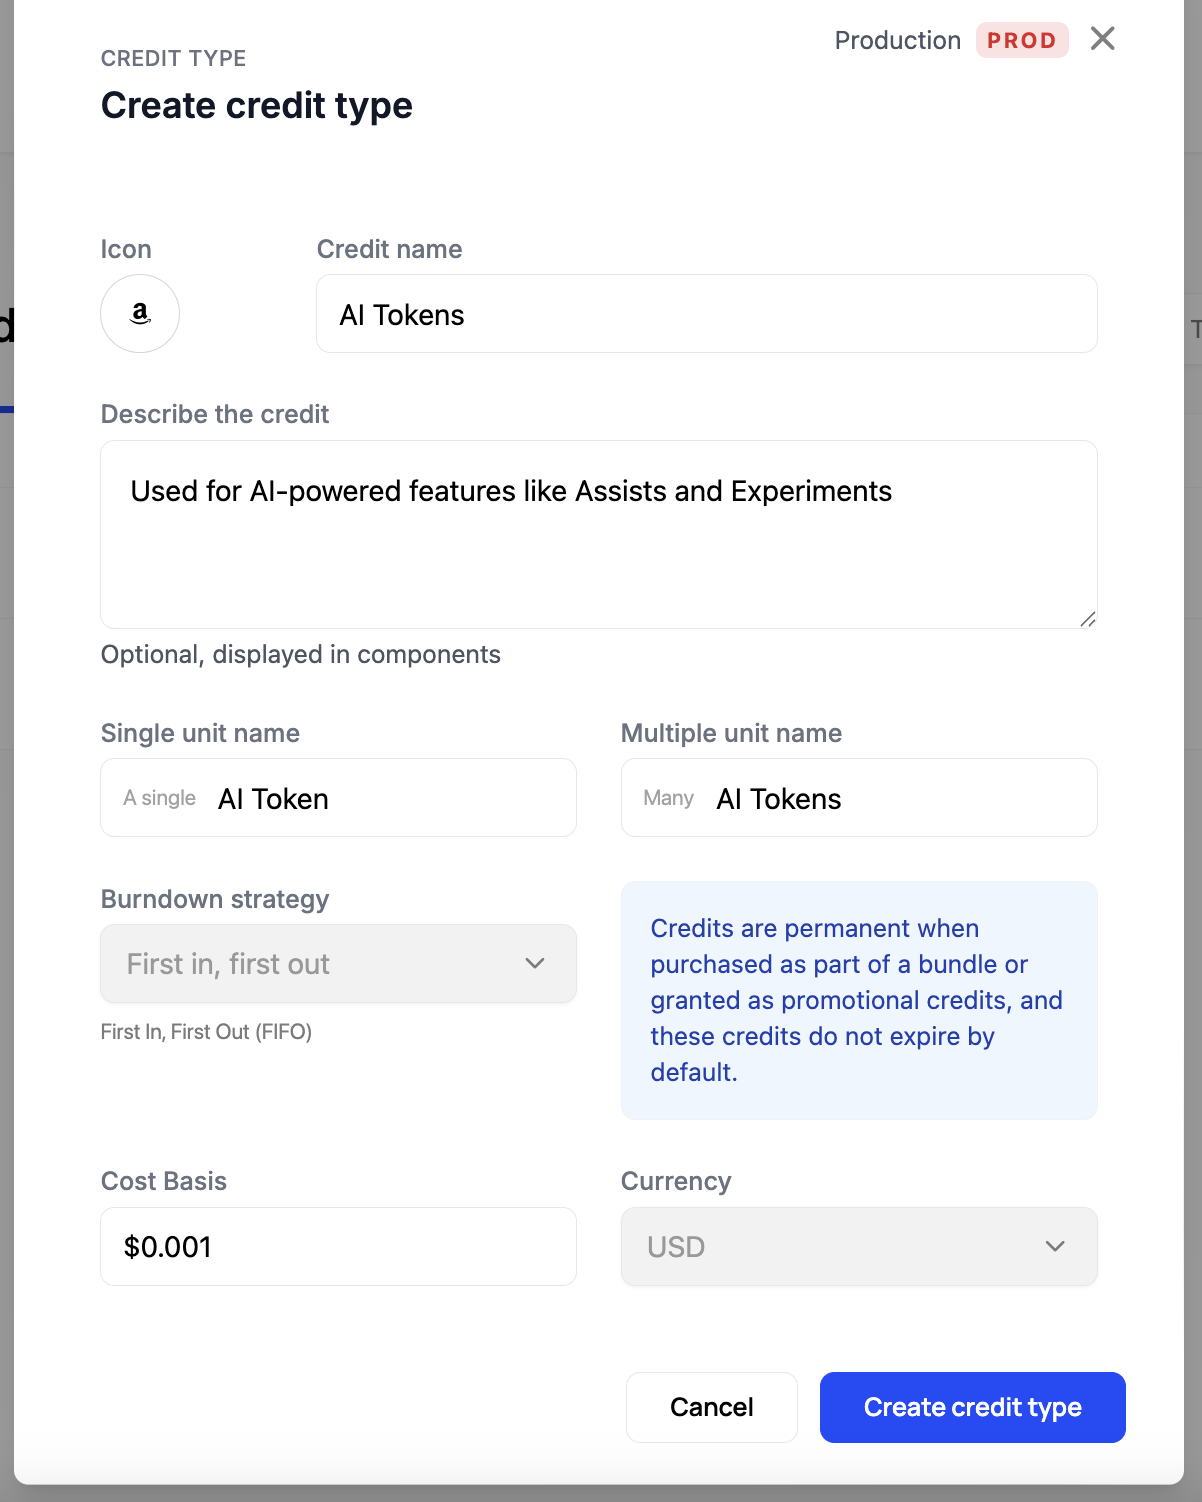 Production PROD
CREDIT TYPE
Create credit type
Icon
Credit name
a
AI Tokens
d
T
Describe the credit
Used for AI-powered features like Assists and Experiments
Optional, displayed in components
Single unit name
Multiple unit name
A single AI Token
Many AI Tokens
Burndown strategy
First in, first out
First In, First Out (FIFO)
Credits are permanent when
purchased as part of a bundle or
granted as promotional credits, and
these credits do not expire by
default.
Cost Basis
Currency
$0.001
USD
Cancel
Create credit type